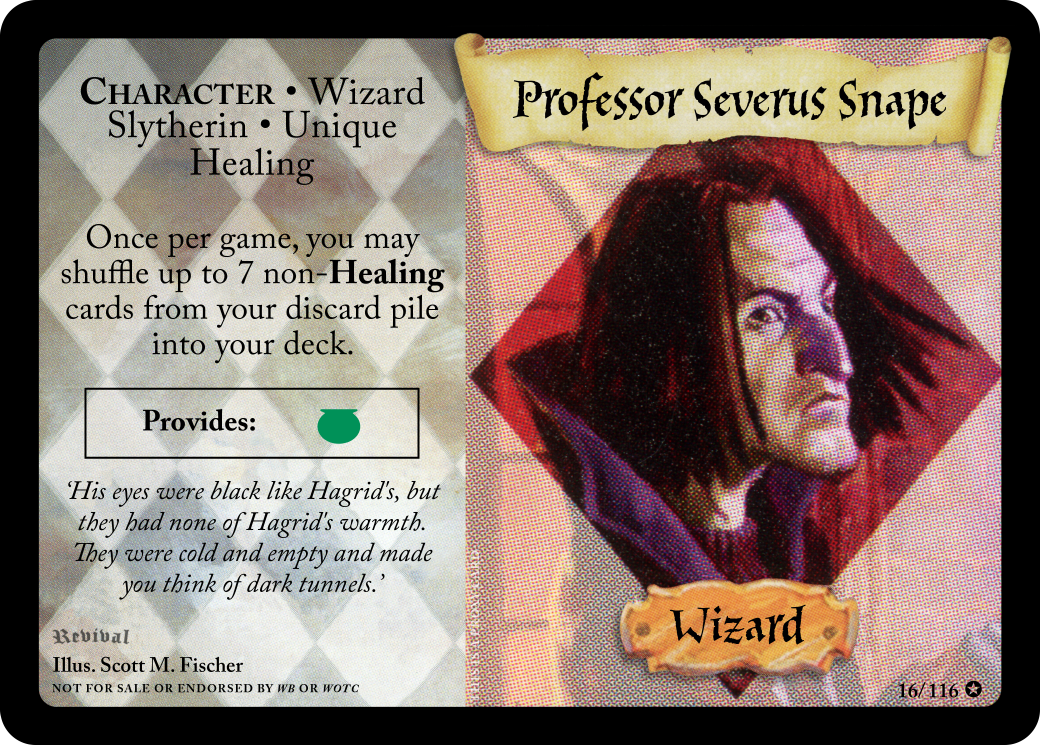 CHARACTER • Wizard
Slytherin • Unique
Healing
Once per game, you may
shuffle up to 7 non-Healing
cards from your discard pile
into your deck.
Provides:
‘His eyes were black like Hagrid's, but
they had none of Hagrid's warmth.
They were cold and empty and made
you think of dark tunnels.’
Revival
Illus. Scott M. Fischer
NOT FOR SALE OR ENDORSED BY WB OR WOTC
Professor Severus Snape
Wizard
16/116